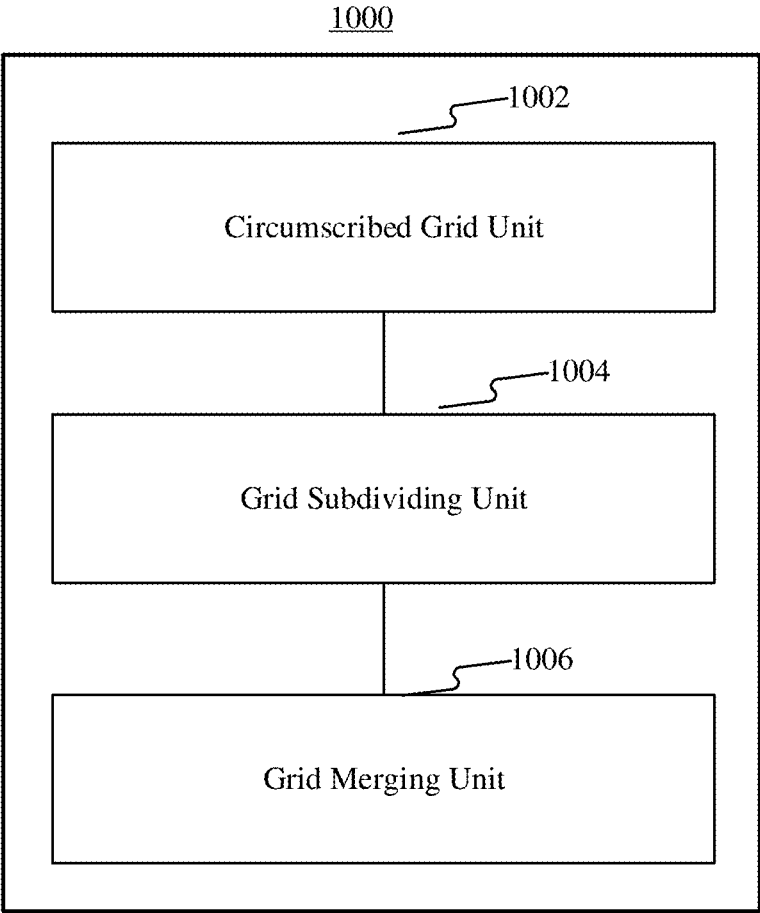 1000
1002
Circumscribed Grid Unit
1004
Grid Subdividing Unit
1006
Grid Merging Unit